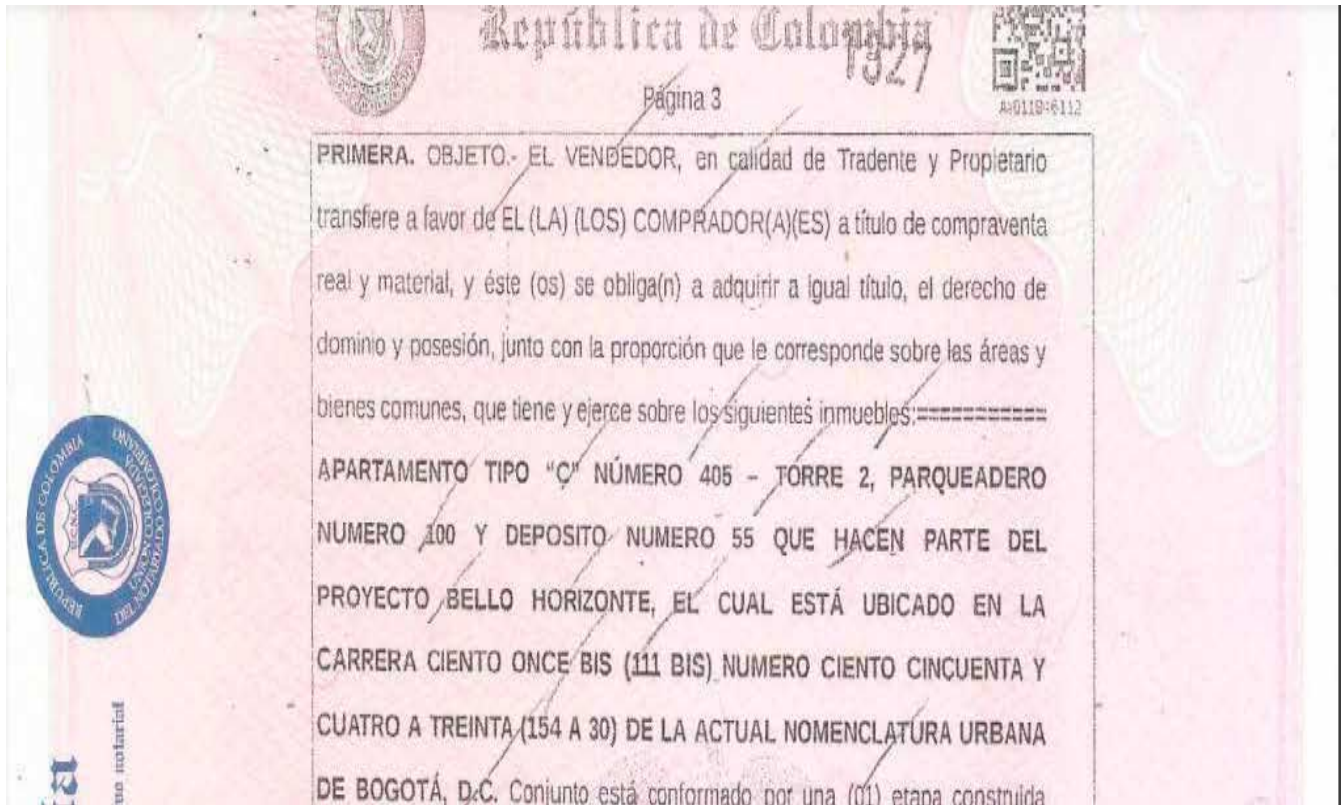 República de Colombia
1327
Página 3
PRIMERA. OBJETO.- EL VENDEDOR, en calidad de Tradente y Propietario
transfiere a favor de EL (LA) (LOS) COMPRADOR(A)(ES) a título de compraventa
real y material, y éste (os) se obliga(n) a adquirir a igual título, el derecho de
dominio y posesión, junto con la proporción que le corresponde sobre las áreas y
bienes comunes, que tiene y ejerce sobre los siguientes inmuebles:===========
APARTAMENTO TIPO "C" NÚMERO 405 – TORRE 2, PARQUEADERO
NUMERO 100 Y DEPOSITO NUMERO 55 QUE HACEN PARTE DEL
PROYECTO BELLO HORIZONTE, EL CUAL ESTÁ UBICADO EN LA
CARRERA CIENTO ONCE BIS (111 BIS) NUMERO CIENTO CINCUENTA Y
CUATRO A TREINTA (154 A 30) DE LA ACTUAL NOMENCLATURA URBANA
DE BOGOTÁ, D.C. Conjunto está conformado por una (01) etapa construida
REPUBLICA DE COLOMBIA
UNION COLEGIADA
DEL NOTARIADO COLOMBIANO
U.C.N.C.
notarial